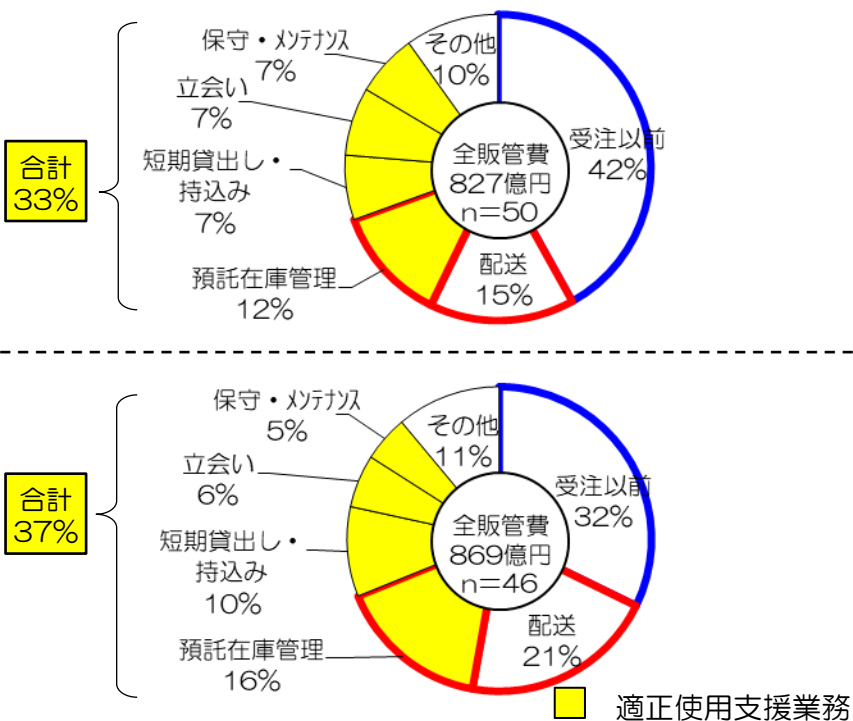 保守・ﾒﾝﾃﾅﾝｽ
7%
その他
10%
立会い
7%
受注以前
42%
合計
33%
短期貸出し・
持込み
7%
全販管費
827億円
n=50
預託在庫管理
12%
配送
15%
保守・ﾒﾝﾃﾅﾝｽ
5%
その他
11%
立会い
6%
受注以前
32%
合計
37%
短期貸出し・
持込み
10%
全販管費
869億円
n=46
預託在庫管理
16%
配送
21%
適正使用支援業務